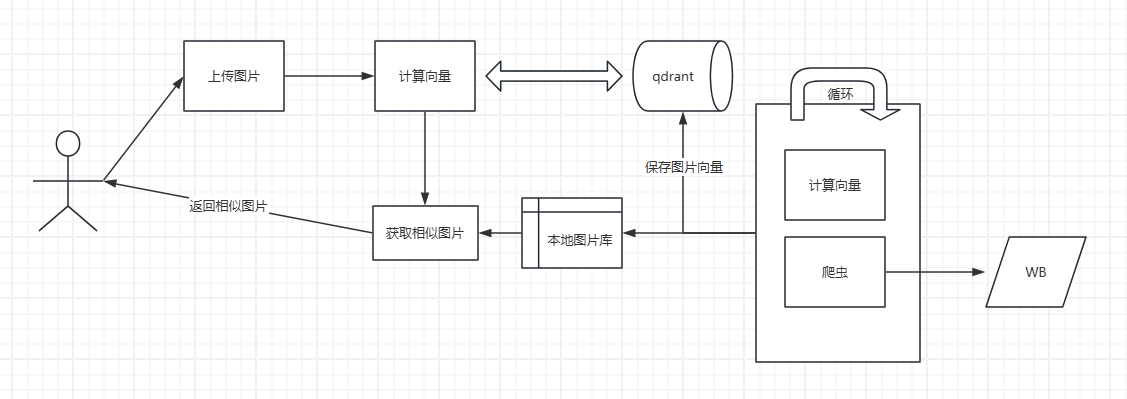 上传图片
计算向量
qdrant
循环
保存图片向量
计算向量
返回相似图片
获取相似图片
本地图片库
爬虫
WB